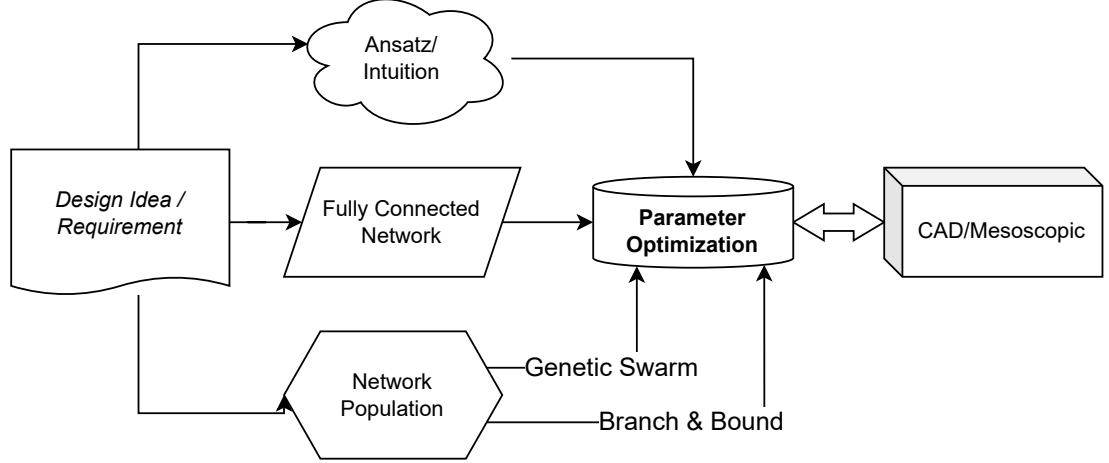 Ansatz/
Intuition
Design Idea /
Requirement
Fully Connected
Network
Parameter
Optimization
CAD/Mesoscopic
Network
Population
Genetic Swarm
Branch & Bound